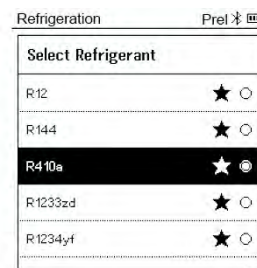 Refrigeration Prel
Select Refrigerant
R12
R144
R410a
R1233zd
R1234yf